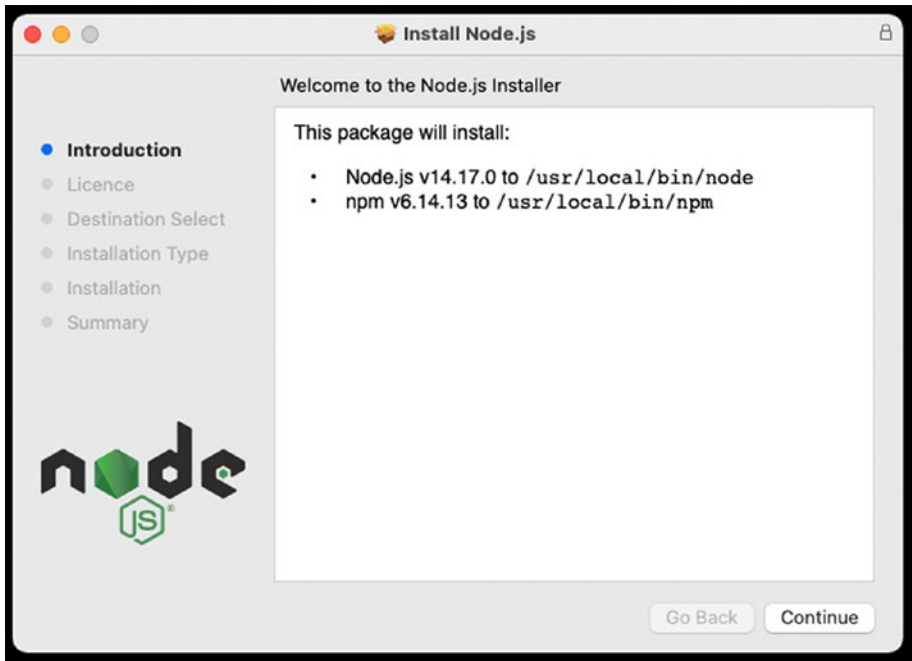 Install Node.js
Welcome to the Node.js Installer
Introduction
Licence
Destination Select
Installation Type
Installation
Summary
This package will install:
· Node.js v14.17.0 to /usr/local/bin/node
· npm v6.14.13 to /usr/local/bin/npm
node
JS®
Go Back
Continue